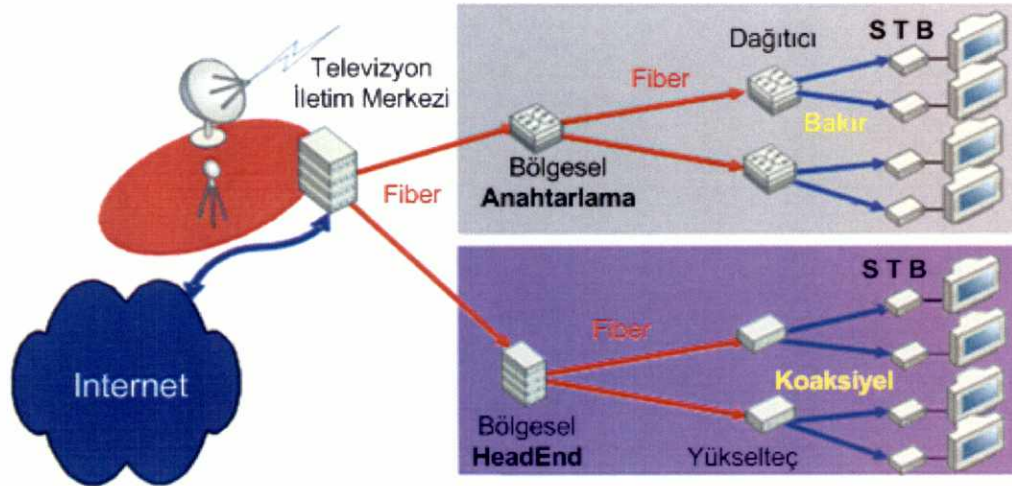 Televizyon
İletim Merkezi
Fiber
Internet
Fiber
Bölgesel
Anahtarlama
Dağıtıcı
Bakır
S T B
Fiber
Bölgesel
HeadEnd
Yükselteç
Koaksiyel
S T B